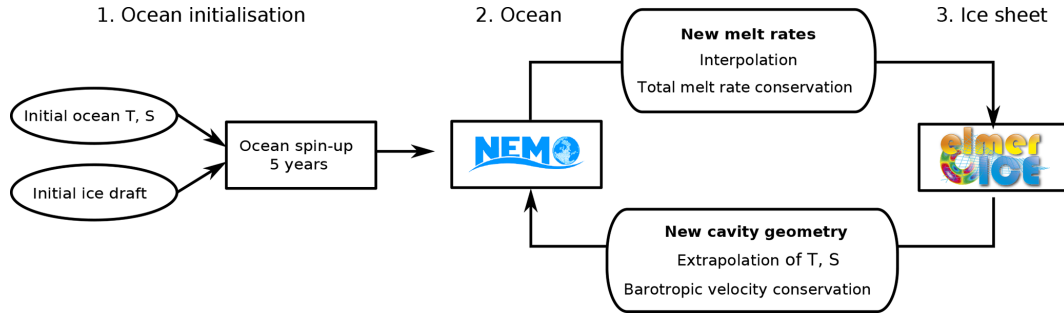 1. Ocean initialisation
2. Ocean
3. Ice sheet
Initial ocean T, S
Initial ice draft
Ocean spin-up
5 years
NEMO
New melt rates
Interpolation
Total melt rate conservation
elmer
ICE
New cavity geometry
Extrapolation of T, S
Barotropic velocity conservation